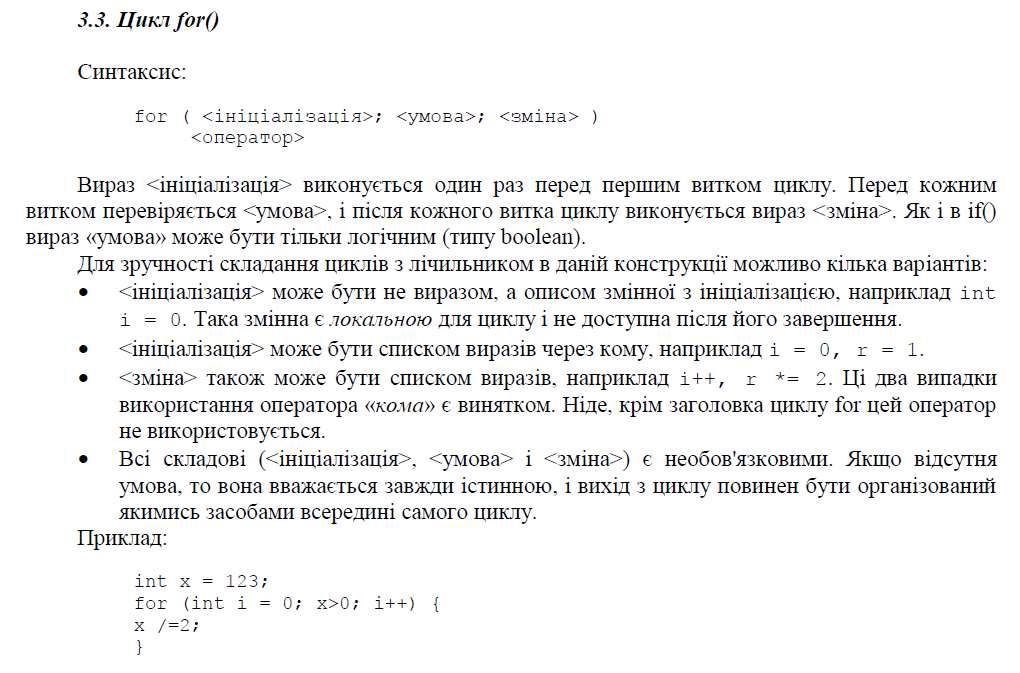 3.3. Цикл for()
Синтаксис:
for ( <ініціалізація>; <умова>; <зміна> )
<оператор>
Вираз <ініціалізація> виконується один раз перед першим витком циклу. Перед кожним
витком перевіряється <умова>, і після кожного витка циклу виконується вираз <зміна>. Як і в if()
вираз «умова» може бути тільки логічним (типу boolean).
Для зручності складання циклів з лічильником в даній конструкції можливо кілька варіантів:
• <ініціалізація> може бути не виразом, а описом змінної з ініціалізацією, наприклад int
i = 0. Така змінна є локальною для циклу і не доступна після його завершення.
• <ініціалізація> може бути списком виразів через кому, наприклад i = 0, r = 1.
• <зміна> також може бути списком виразів, наприклад i++, r *= 2. Ці два випадки
використання оператора «кома» є винятком. Ніде, крім заголовка циклу for цей оператор
не використовується.
• Всі складові (<ініціалізація>, <умова> і <зміна>) є необов'язковими. Якщо відсутня
умова, то вона вважається завжди істинною, і вихід з циклу повинен бути організований
якимись засобами всередині самого циклу.
Приклад:
int x = 123;
for (int i = 0; x>0; i++) {
x /=2;
}